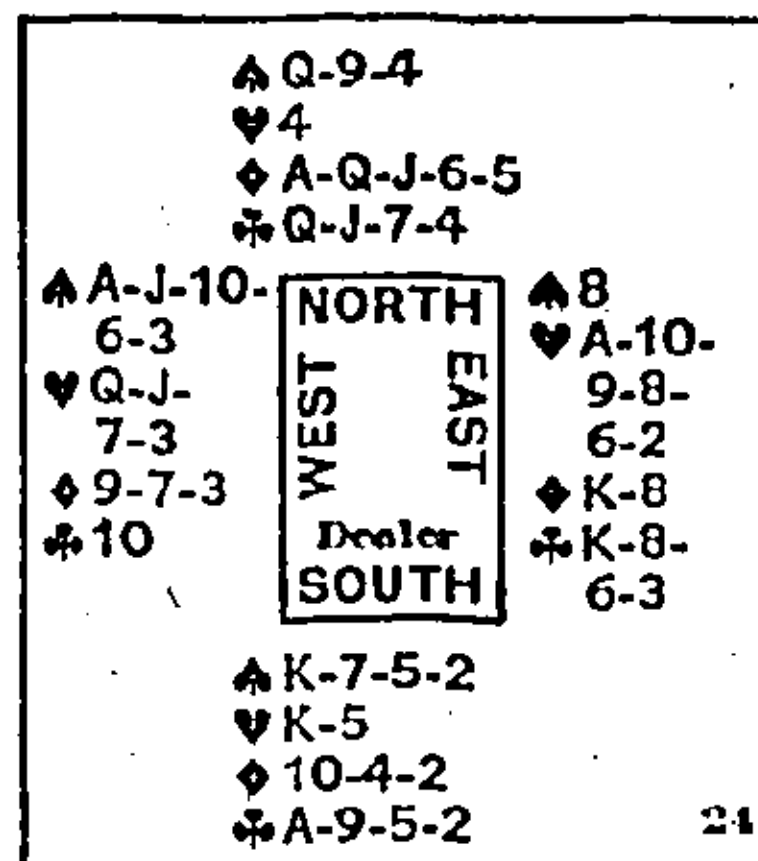 ♠ Q-9-4
♥ 4
♦ A-Q-J-6-5
♣ Q-J-7-4
♠ A-J-10-
6-3
♥ Q-J-
7-3
♦ 9-7-3
♣ 10
NORTH
WEST
EAST
Dealer
SOUTH
♠ 8
♥ A-10-
9-8-
6-2
♦ K-8
♣ K-8-
6-3
♠ K-7-5-2
♥ K-5
♦ 10-4-2
♣ A-9-5-2
24